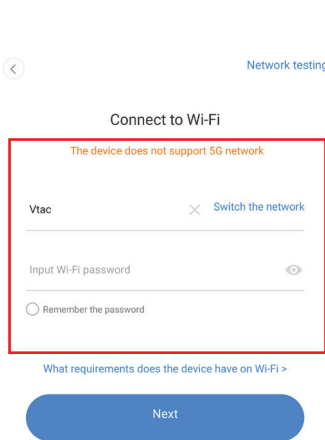 Network testing
Connect to Wi-Fi
The device does not support 5G network
Vtac
Switch the network
Input Wi-Fi password
Remember the password
What requirements does the device have on Wi-Fi >
Next